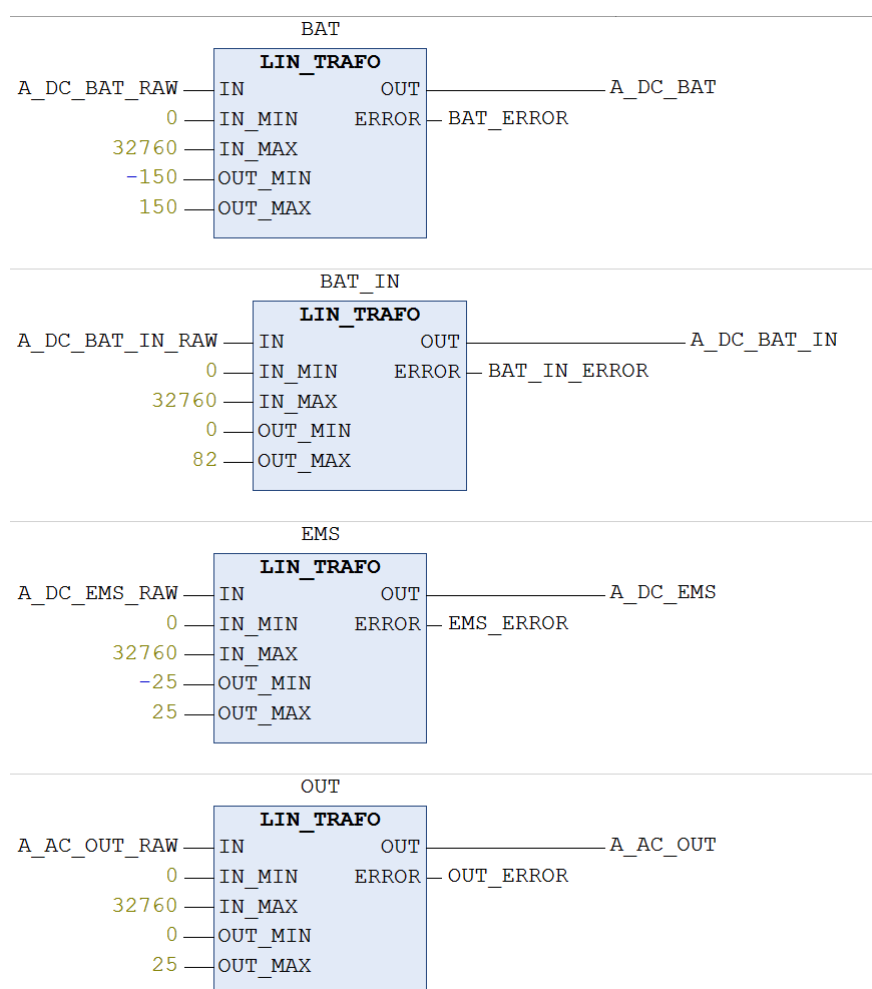 BAT
LIN_TRAFO
A_DC_BAT_RAW IN OUT A_DC_BAT
0 IN_MIN ERROR BAT_ERROR
32760 IN_MAX
-150 OUT_MIN
150 OUT_MAX
BAT_IN
LIN_TRAFO
A_DC_BAT_IN_RAW IN OUT A_DC_BAT_IN
0 IN_MIN ERROR BAT_IN_ERROR
32760 IN_MAX
0 OUT_MIN
82 OUT_MAX
EMS
LIN_TRAFO
A_DC_EMS_RAW IN OUT A_DC_EMS
0 IN_MIN ERROR EMS_ERROR
32760 IN_MAX
-25 OUT_MIN
25 OUT_MAX
OUT
LIN_TRAFO
A_AC_OUT_RAW IN OUT A_AC_OUT
0 IN_MIN ERROR OUT_ERROR
32760 IN_MAX
0 OUT_MIN
25 OUT_MAX